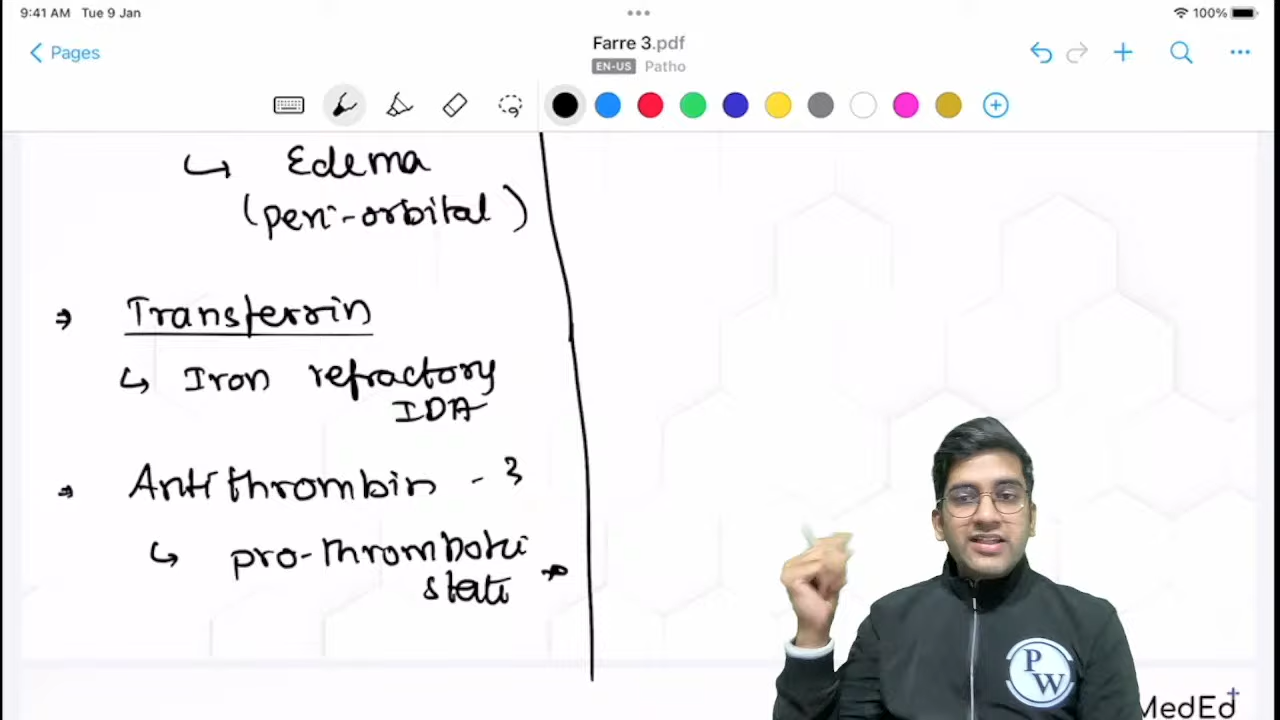 9:41 AM Tue 9 Jan
100%
Pages
Farre 3.pdf
EN-US Patho
↳ Edema
(peri-orbital)
⇒ Transferrin
↳ Iron refractory
IDA
⇒ Antithrombin - 3
↳ pro-thrombotic
state
PW
MedEd